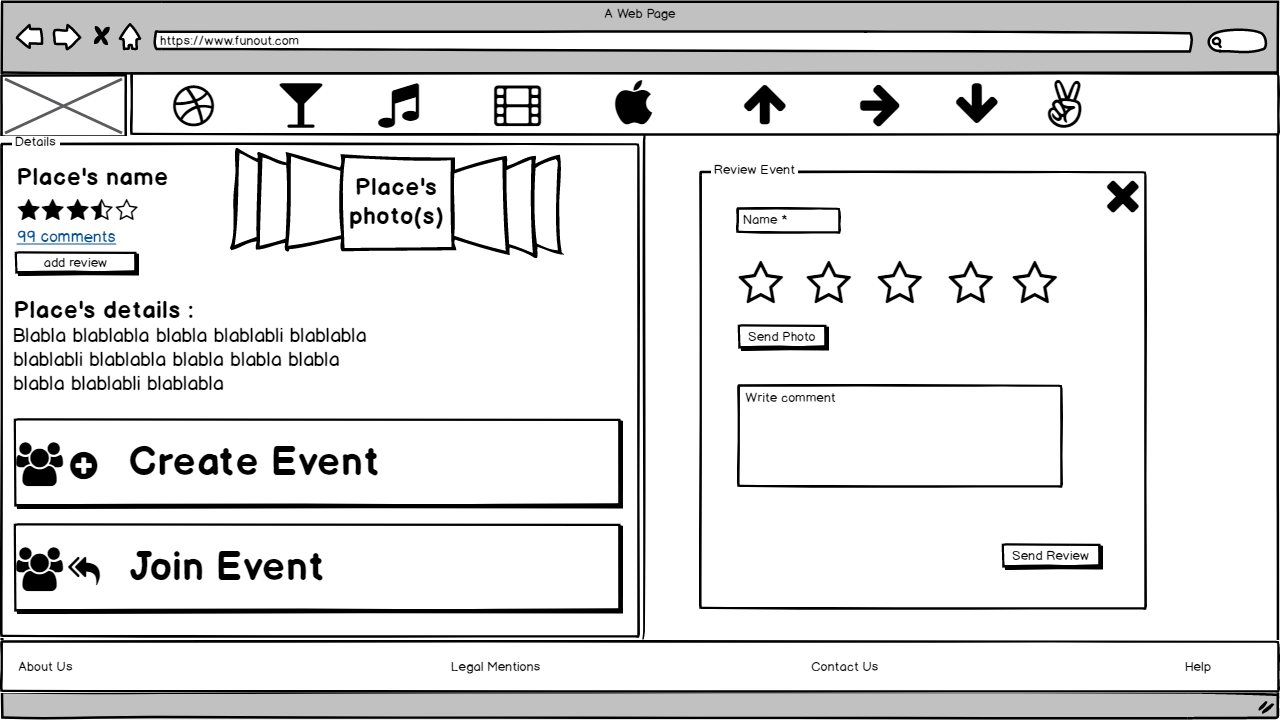 A Web Page
https://www.funout.com
Details
Place's name
99 comments
add review
Place's
photo(s)
Place's details :
Blabla blablabla blabla blablabli blablabla
blablabli blablabla blabla blabla blabla
blabla blablabli blablabla
Create Event
Join Event
Review Event
Name *
Send Photo
Write comment
Send Review
About Us
Legal Mentions
Contact Us
Help